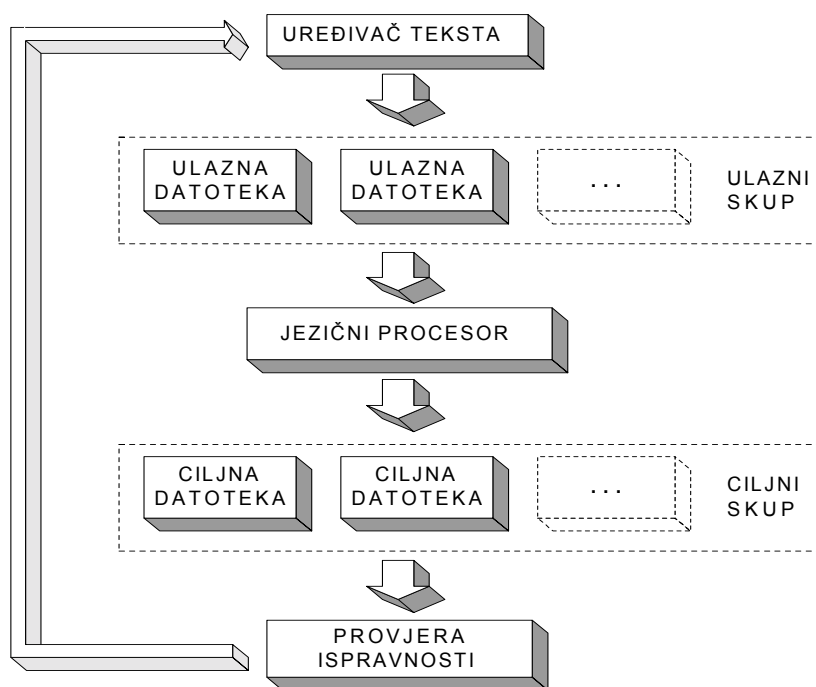 UREĐIVAČ TEKSTA
ULAZNA
DATOTEKA
ULAZNA
DATOTEKA
...
ULAZNI
SKUP
JEZIČNI PROCESOR
CILJNA
DATOTEKA
CILJNA
DATOTEKA
...
CILJNI
SKUP
PROVJERA
ISPRAVNOSTI